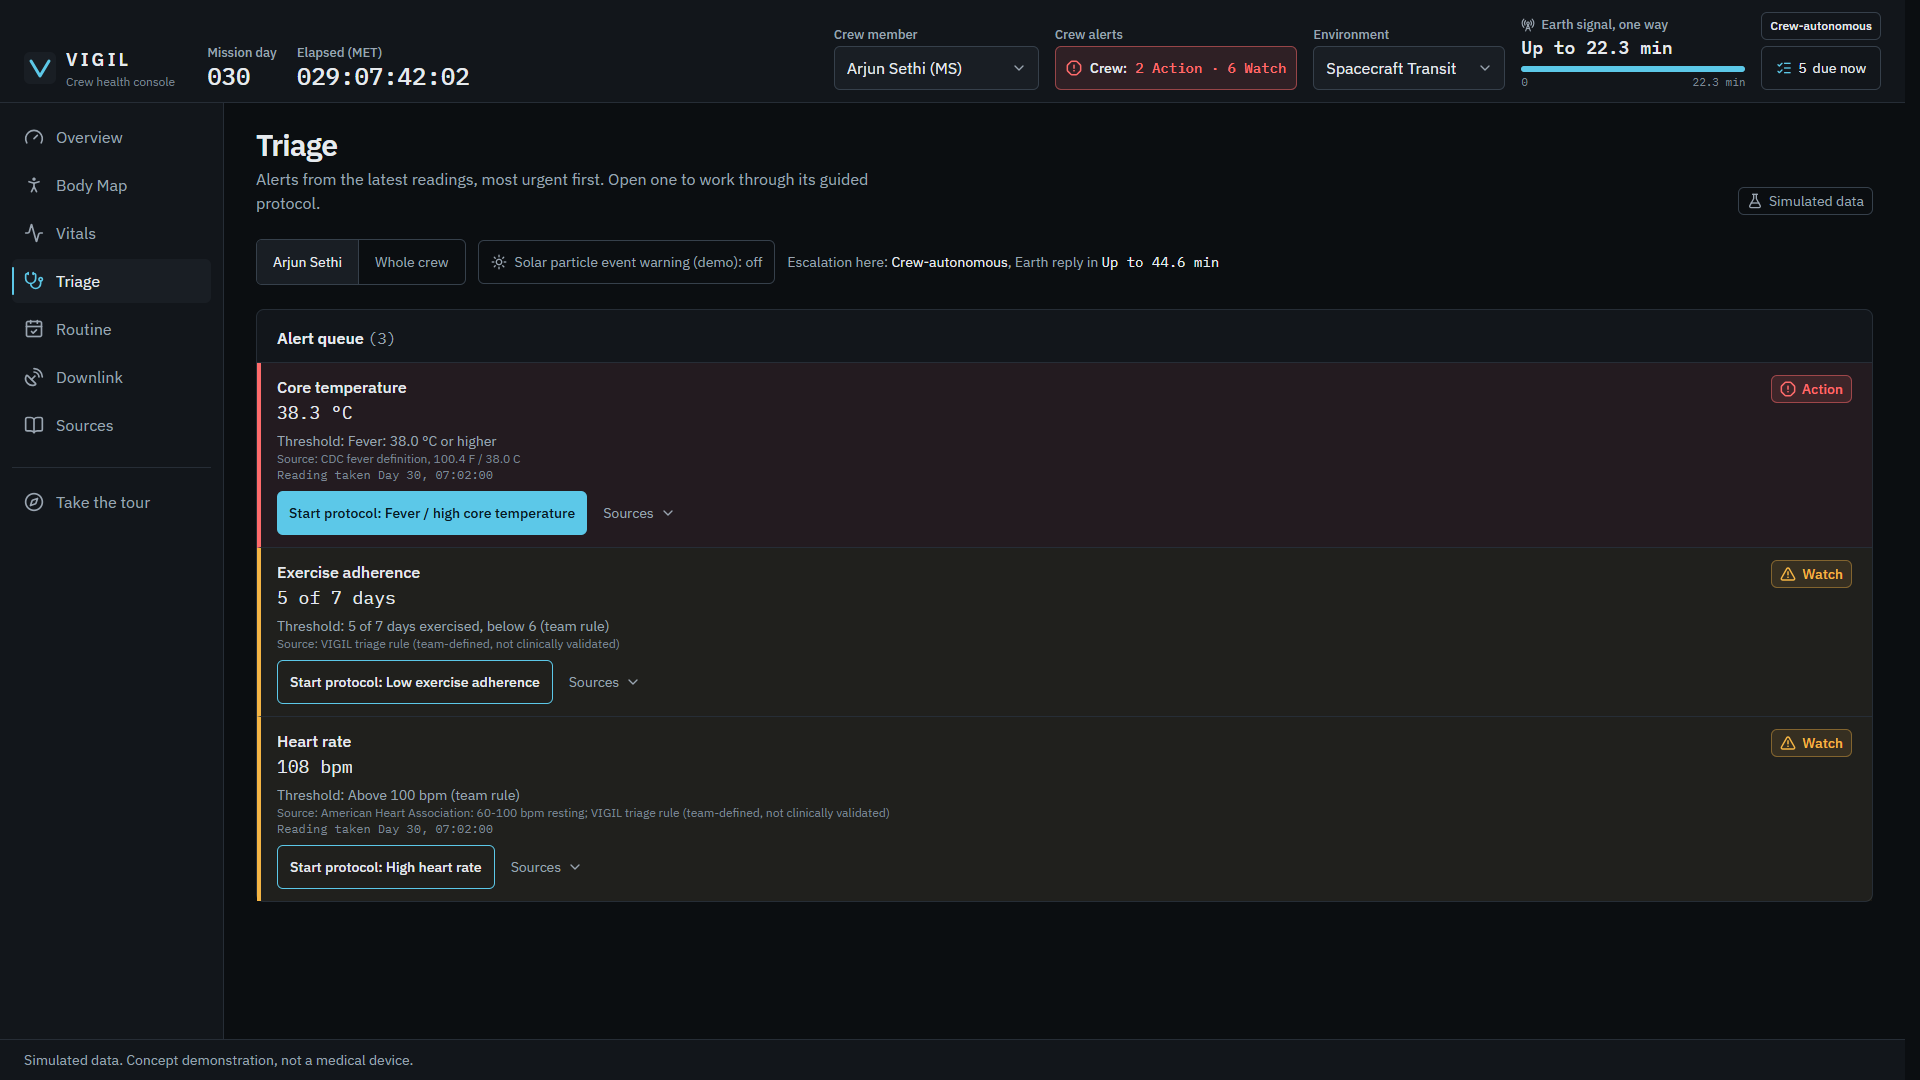 VIGIL
Crew health console
Mission day
030
Elapsed (MET)
029:07:42:02
Crew member
Arjun Sethi (MS)
Crew alerts
Crew: 2 Action · 6 Watch
Environment
Spacecraft Transit
Earth signal, one way
Up to 22.3 min
0
22.3 min
Crew-autonomous
5 due now
Overview
Body Map
Vitals
Triage
Routine
Downlink
Sources
Take the tour
Triage
Alerts from the latest readings, most urgent first. Open one to work through its guided
protocol.
Simulated data
Arjun Sethi
Whole crew
Solar particle event warning (demo): off
Escalation here: Crew-autonomous, Earth reply in Up to 44.6 min
Alert queue (3)
Core temperature
Action
38.3 °C
Threshold: Fever: 38.0 °C or higher
Source: CDC fever definition, 100.4 F / 38.0 C
Reading taken Day 30, 07:02:00
Start protocol: Fever / high core temperature
Sources
Exercise adherence
Watch
5 of 7 days
Threshold: 5 of 7 days exercised, below 6 (team rule)
Source: VIGIL triage rule (team-defined, not clinically validated)
Start protocol: Low exercise adherence
Sources
Heart rate
Watch
108 bpm
Threshold: Above 100 bpm (team rule)
Source: American Heart Association: 60-100 bpm resting; VIGIL triage rule (team-defined, not clinically validated)
Reading taken Day 30, 07:02:00
Start protocol: High heart rate
Sources
Simulated data. Concept demonstration, not a medical device.